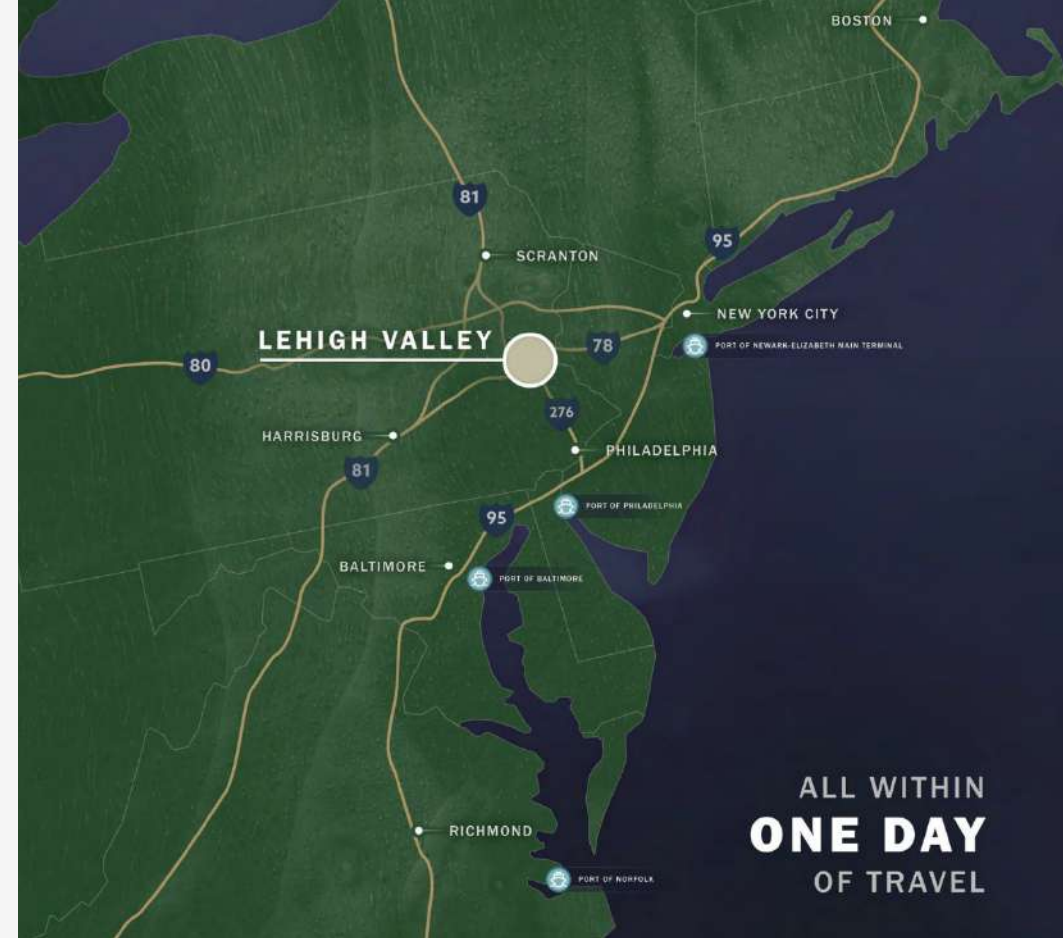 BOSTON
81
95
SCRANTON
NEW YORK CITY
LEHIGH VALLEY
78
PORT OF NEWARK-ELIZABETH MAIN TERMINAL
80
276
HARRISBURG
PHILADELPHIA
81
PORT OF PHILADELPHIA
95
BALTIMORE
PORT OF BALTIMORE
ALL WITHIN
ONE DAY
OF TRAVEL
RICHMOND
PORT OF NORFOLK